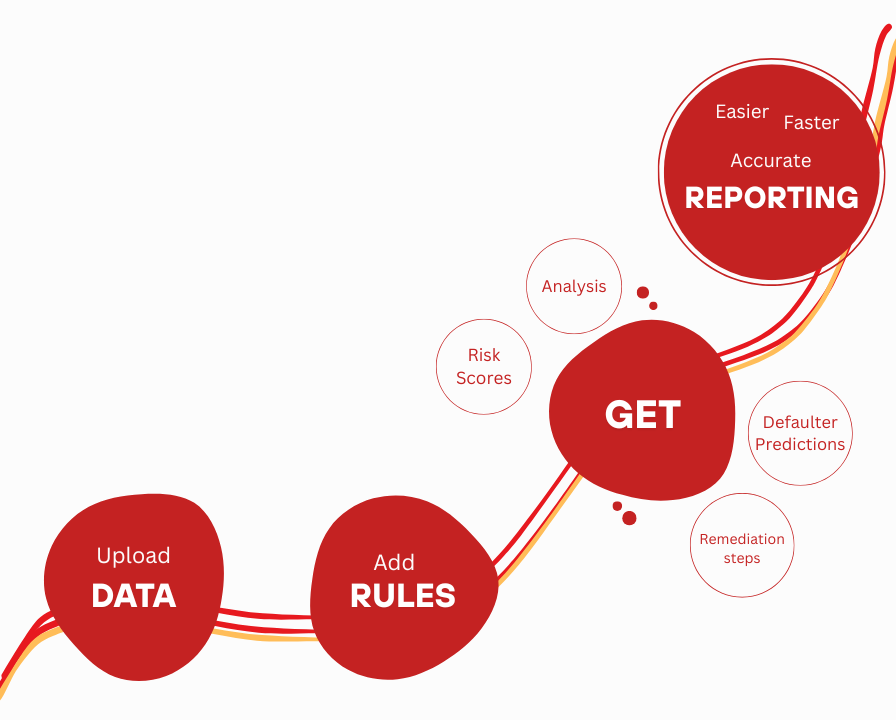 Upload
DATA
Add
RULES
GET
Analysis
Risk
Scores
Defaulter
Predictions
Remediation
steps
Easier
Faster
Accurate
REPORTING